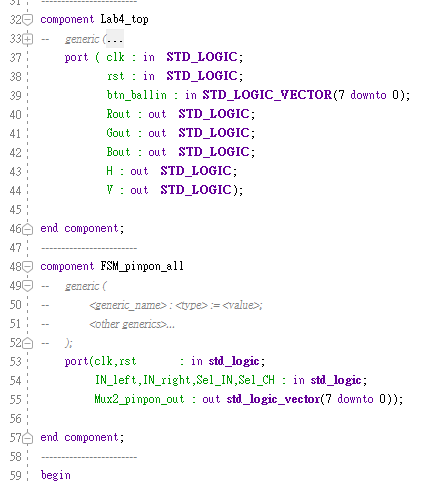 31 ------------------------
32 component Lab4_top
33 -- generic (...
37 port ( clk : in STD_LOGIC;
38 rst : in STD_LOGIC;
39 btn_ballin : in STD_LOGIC_VECTOR(7 downto 0);
40 Rout : out STD_LOGIC;
41 Gout : out STD_LOGIC;
42 Bout : out STD_LOGIC;
43 H : out STD_LOGIC;
44 V : out STD_LOGIC);
45
46 end component;
47 ------------------------
48 component FSM_pinpon_all
49 -- generic (
50 -- <generic_name> : <type> := <value>;
51 -- <other generics>...
52 -- );
53 port(clk,rst : in std_logic;
54 IN_left,IN_right,Sel_IN,Sel_CH : in std_logic;
55 Mux2_pinpon_out : out std_logic_vector(7 downto 0));
56
57 end component;
58 ------------------------
59 begin